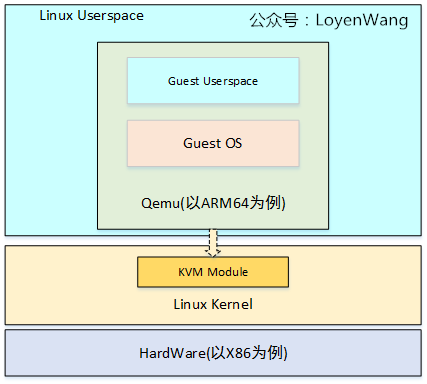 Linux Userspace
公众号：LoyenWang
Guest Userspace
Guest OS
Qemu(以ARM64为例)
KVM Module
Linux Kernel
HardWare(以X86为例)